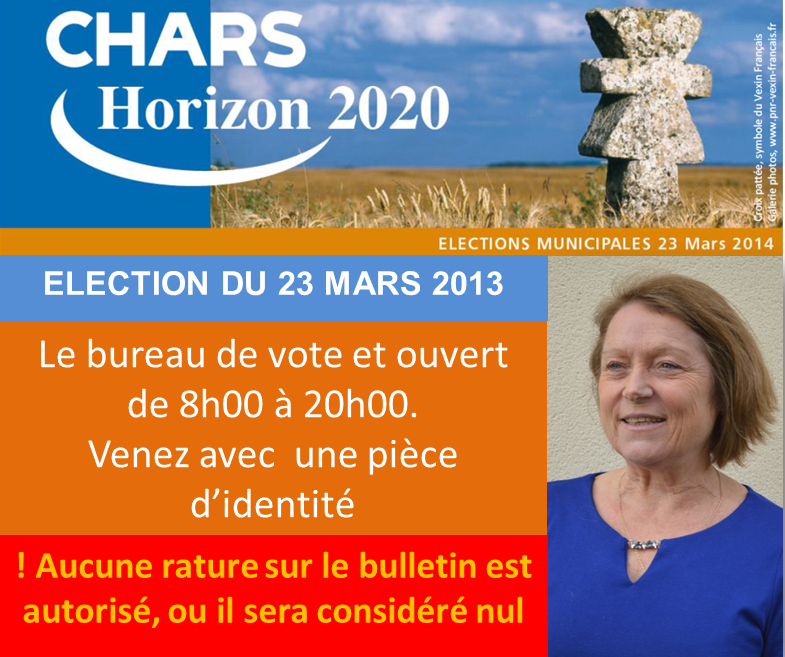 CHARS
Horizon 2020
Croix pattée, symbole du Vexin Français
Galerie photos, www.pnr-vexin-francais.fr
ELECTIONS MUNICIPALES 23 Mars 2014
ELECTION DU 23 MARS 2013
Le bureau de vote et ouvert
de 8h00 à 20h00.
Venez avec une pièce
d’identité
! Aucune rature sur le bulletin est
autorisé, ou il sera considéré nul